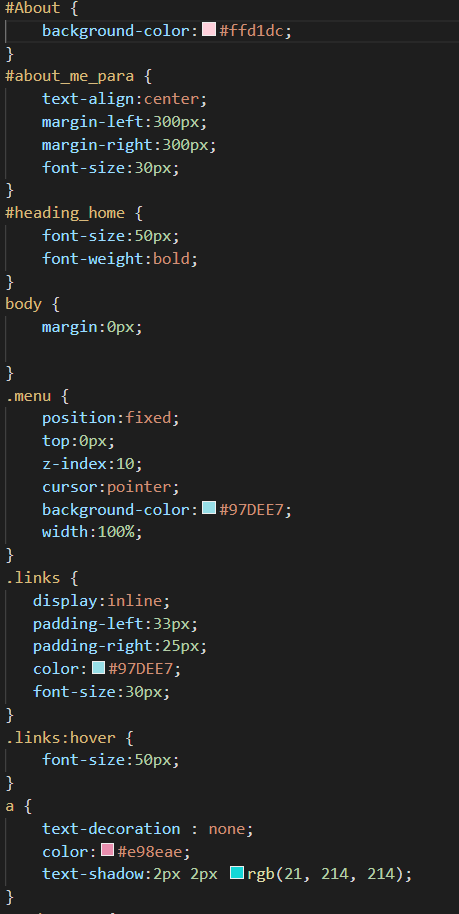 #About {
    background-color:#ffd1dc;
}
#about_me_para {
    text-align:center;
    margin-left:300px;
    margin-right:300px;
    font-size:30px;
}
#heading_home {
    font-size:50px;
    font-weight:bold;
}
body {
    margin:0px;

}
.menu {
    position:fixed;
    top:0px;
    z-index:10;
    cursor:pointer;
    background-color:#97DEE7;
    width:100%;
}
.links {
   display:inline;
   padding-left:33px;
   padding-right:25px;
   color:#97DEE7;
   font-size:30px;
}
.links:hover {
    font-size:50px;
}
a {
    text-decoration : none;
    color:#e98eae;
    text-shadow:2px 2px rgb(21, 214, 214);
}